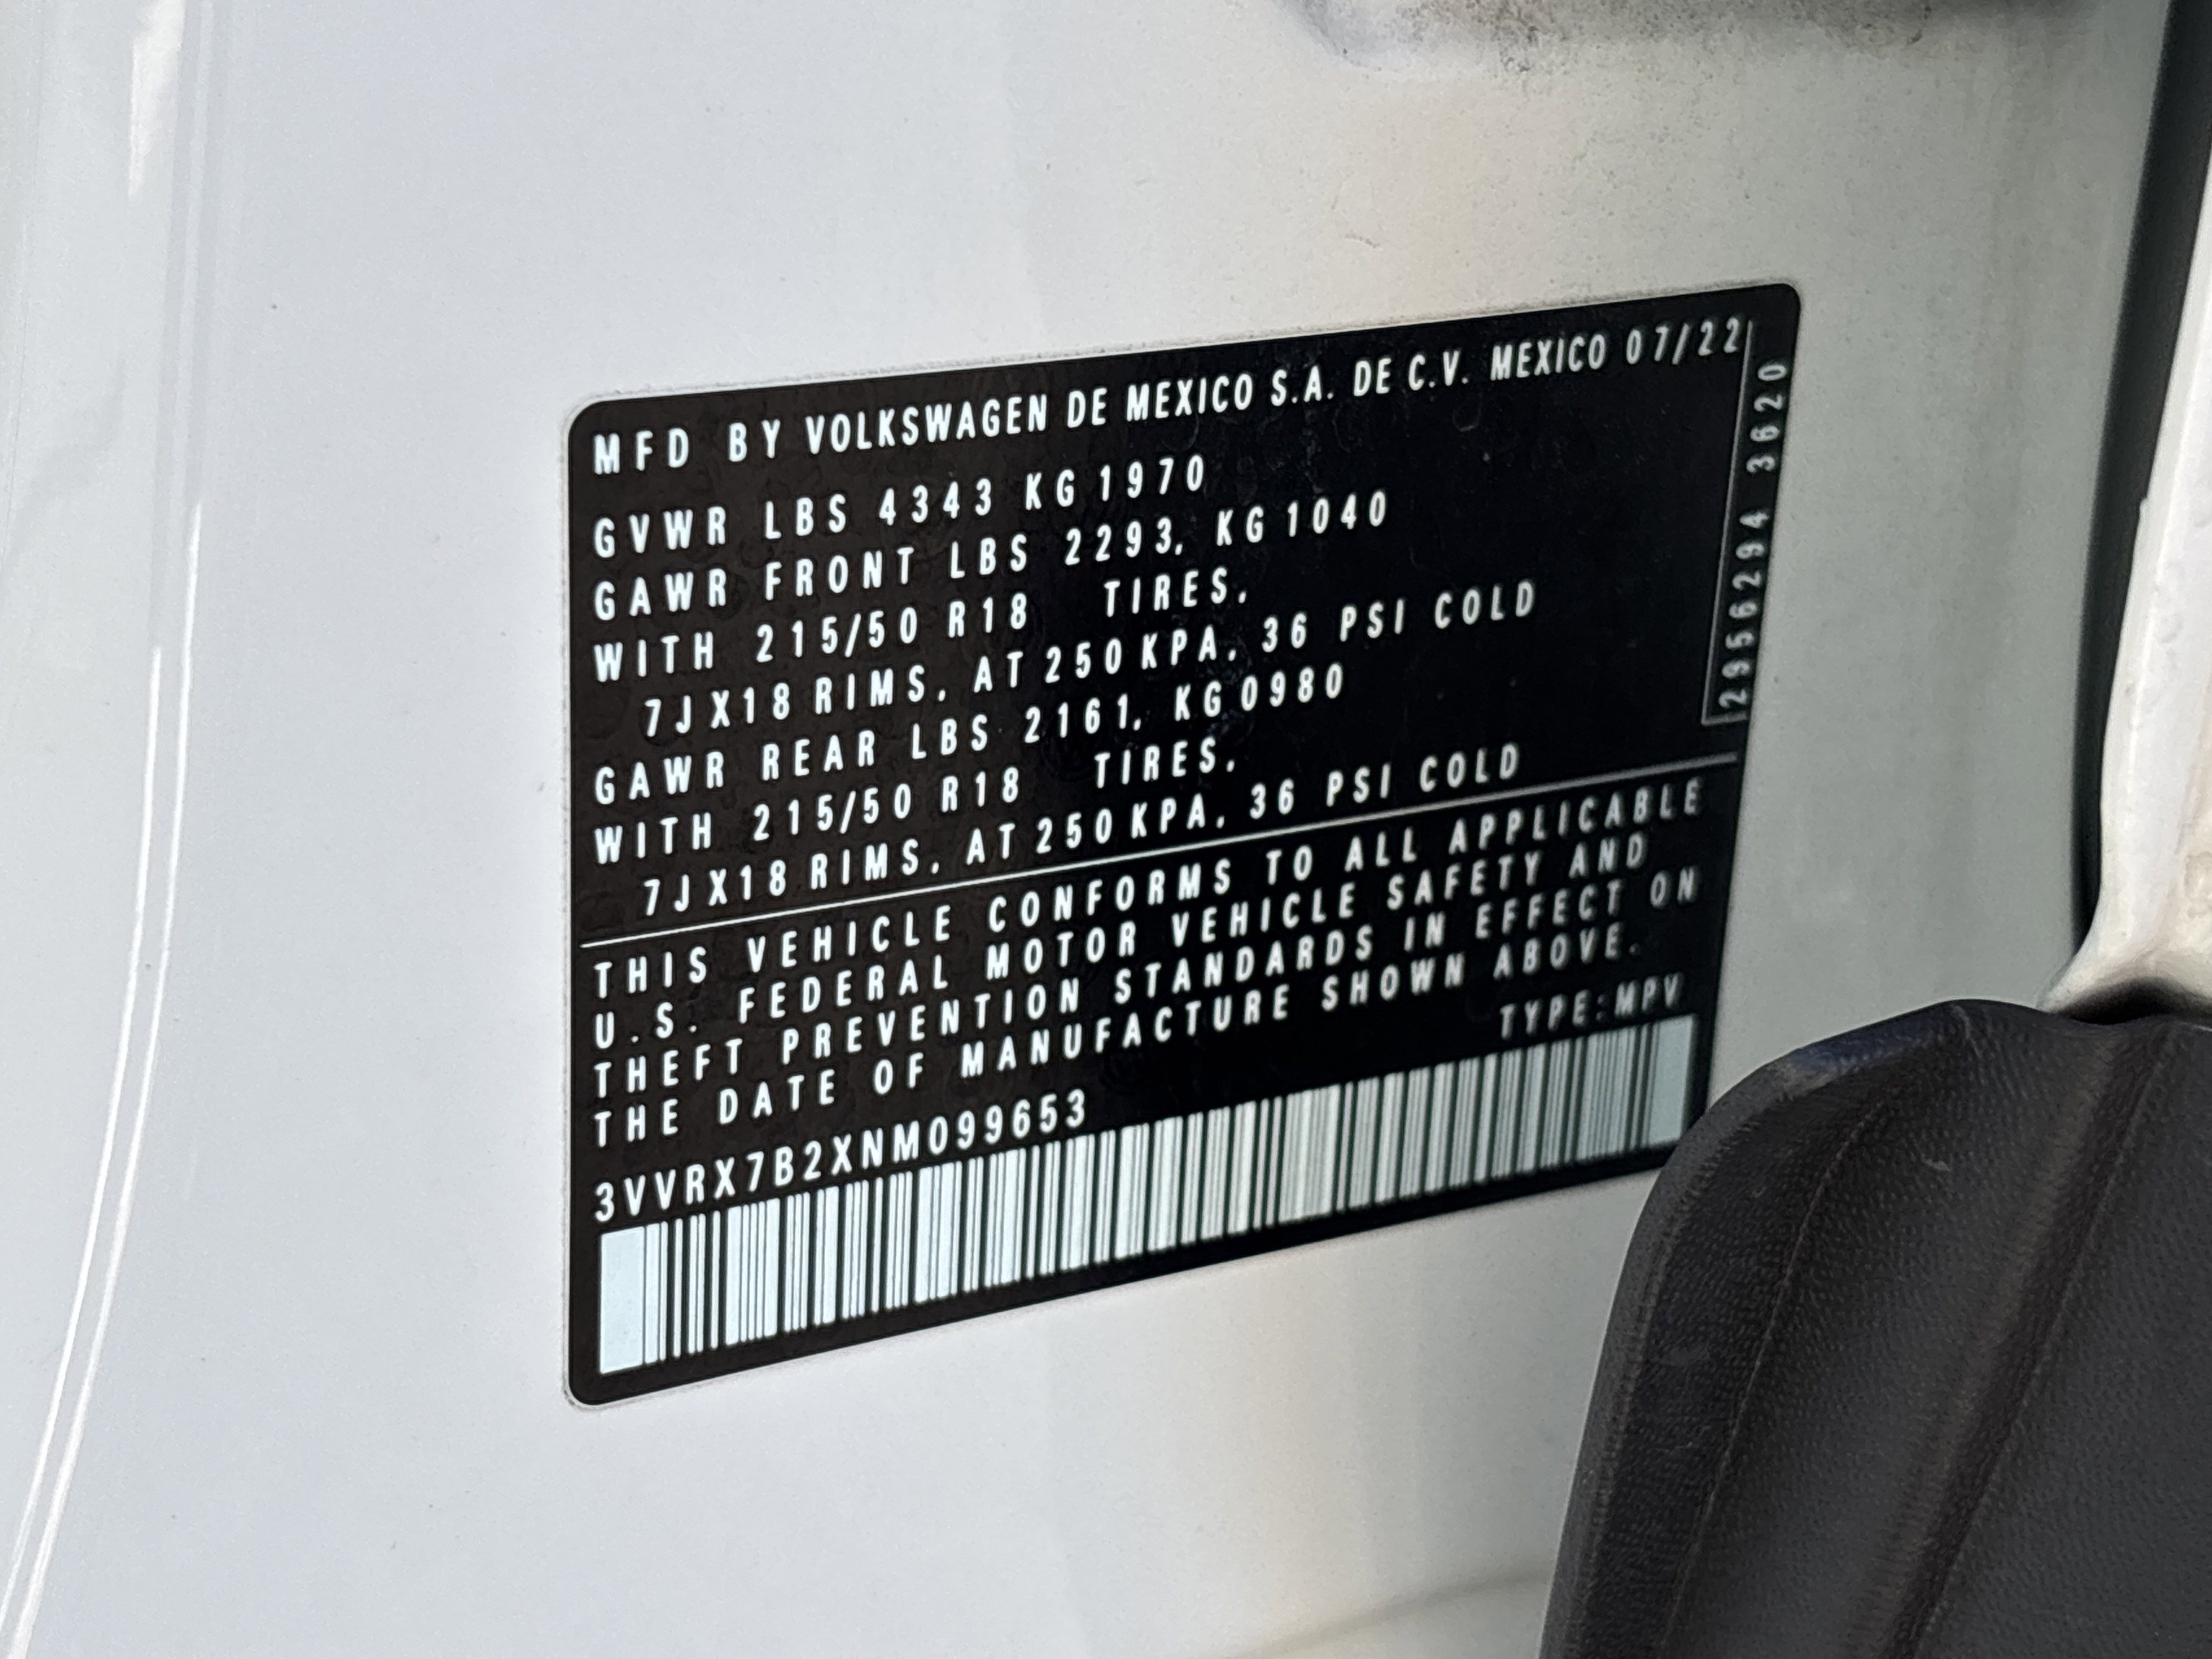 MFD BY VOLKSWAGEN DE MEXICO S.A. DE C.V. MEXICO 07/22
GVWR LBS 4343 KG 1970
GAWR FRONT LBS 2293, KG 1040
WITH 215/50 R18 TIRES,
7JX18 RIMS, AT 250 KPA, 36 PSI COLD
GAWR REAR LBS 2161, KG 0980
WITH 215/50 R18 TIRES,
7JX18 RIMS, AT 250 KPA, 36 PSI COLD
2956294 3620
THIS VEHICLE CONFORMS TO ALL APPLICABLE
U.S. FEDERAL MOTOR VEHICLE SAFETY AND
THEFT PREVENTION STANDARDS IN EFFECT ON
THE DATE OF MANUFACTURE SHOWN ABOVE.
TYPE:MPV
3VVRX7B2XNM099653